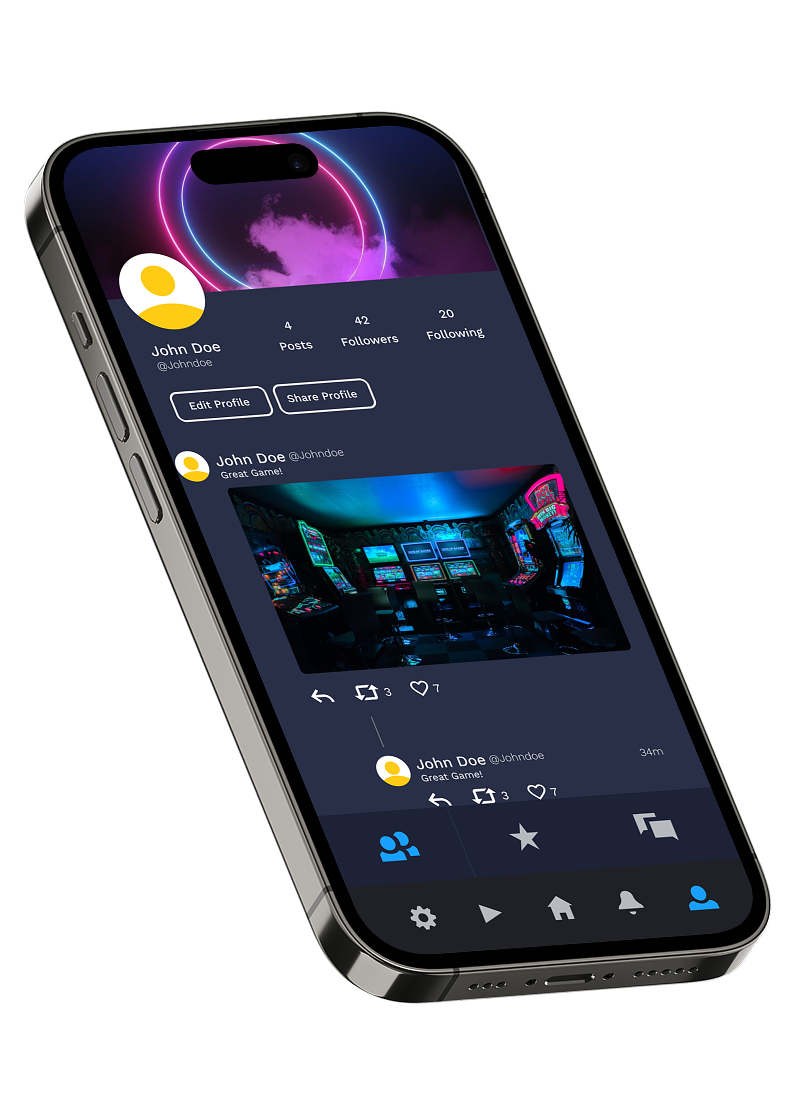 4
42
20
Posts
Followers
Following
John Doe
@Johndoe
Edit Profile
Share Profile
John Doe @Johndoe
Great Game!
3
7
John Doe @Johndoe
34m
Great Game!
3
7